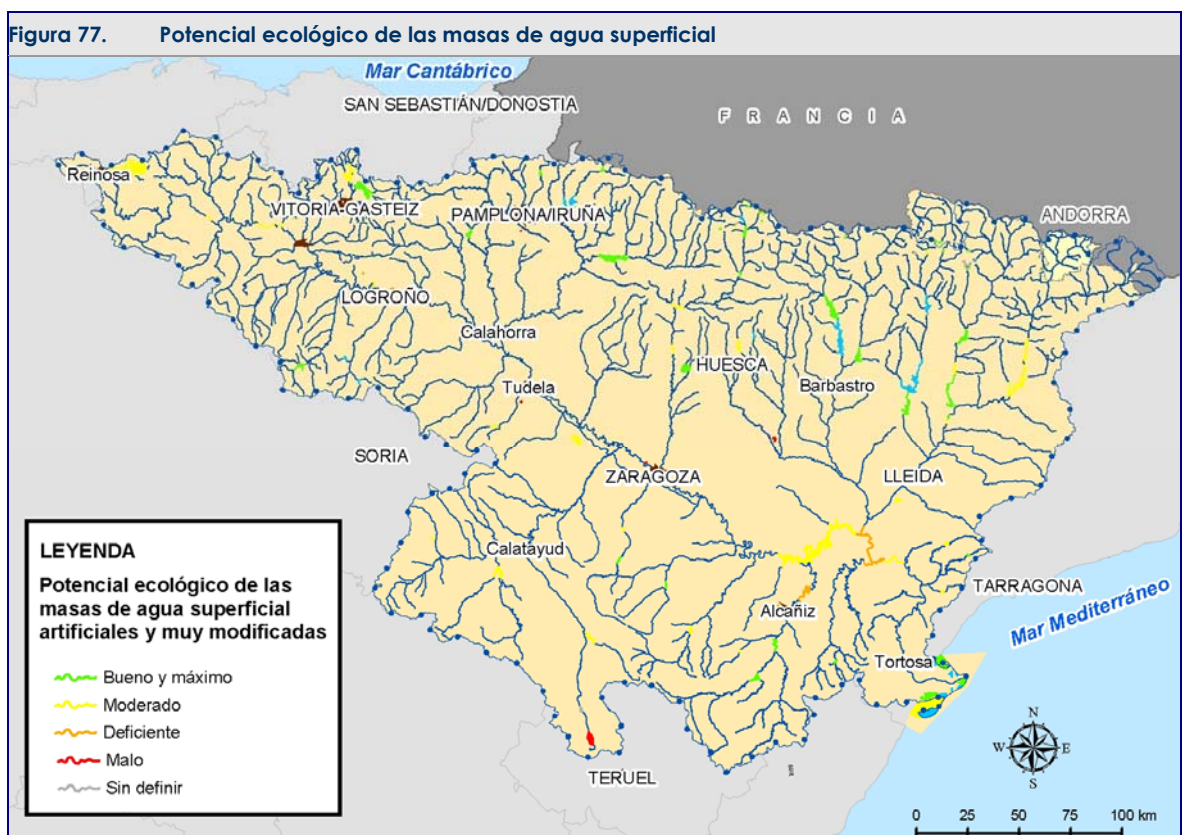 Figura 77. Potencial ecológico de las masas de agua superficial
Mar Cantábrico
SAN SEBASTIÁN/DONOSTIA
FRANCIA
Reinosa
VITORIA-GASTEIZ
PAMPLONA/IRUÑA
ANDORRA
LOGROÑO
Calahorra
HUESCA
Barbastro
Tudela
SORIA
ZARAGOZA
LLEIDA
Calatayud
Alcañiz
TARRAGONA
Mar Mediterráneo
Tortosa
TERUEL
LEYENDA
Potencial ecológico de las
masas de agua superficial
artificiales y muy modificadas
Bueno y máximo
Moderado
Deficiente
Malo
Sin definir
N
W E
S
0 25 50 75 100 km